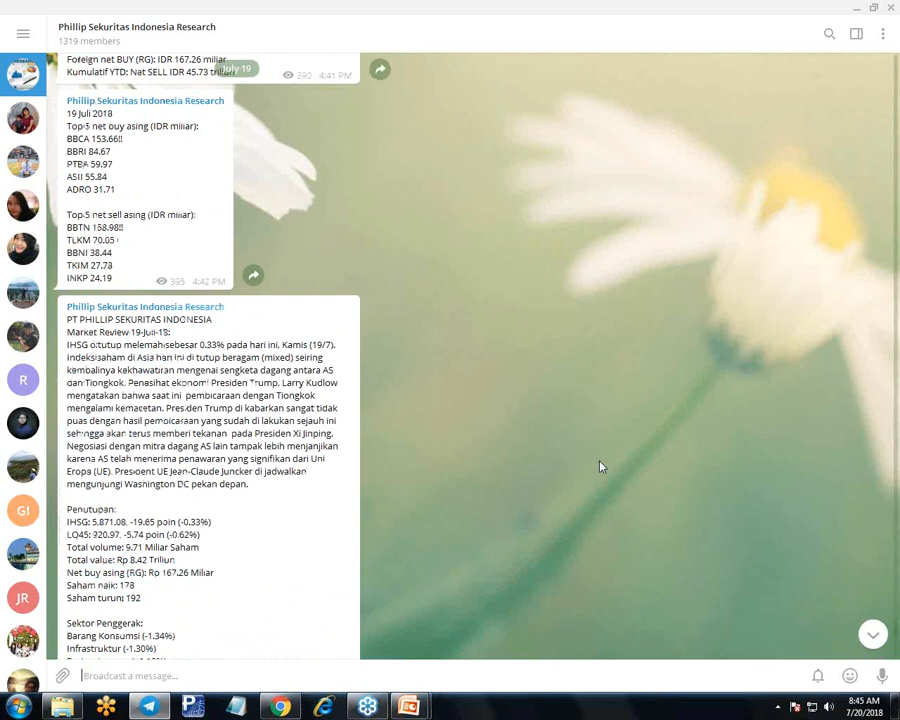 Phillip Sekuritas Indonesia Research
1319 members
Foreign net BUY (RG): IDR 167.26 miliar
Kumulatif YTD: Net SELL IDR 45.73
July 19
390 4:41 PM
Phillip Sekuritas Indonesia Research
19 Juli 2018
Top 5 net buy asing (IDR miliar):
BBCA 153.66!!
BBRI 84.67
PTBA 59.97
ASII 55.84
ADRO 31.71
Top 5 net sell asing (IDR miliar):
BBTN 158.98!!
TLKM 70.05
BBNI 38.44
TKIM 27.73
INKP 24.19
395 4:42 PM
Phillip Sekuritas Indonesia Research
PT PHILLIP SEKURITAS INDONESIA
Market Review 19-Jul-18:
IHSG ditutup melemah sebesar 0.33% pada hari ini, Kamis (19/7).
Indeks saham di Asia hari ini di tutup beragam (mixed) seiring
kembalinya kekhawatiran mengenai sengketa dagang antara AS
dan Tiongkok. Penasihat ekonomi Presiden Trump, Larry Kudlow
mengatakan bahwa saat ini pembicaraan dengan Tiongkok
mengalami kemacetan. Presiden Trump di kabarkan sangat tidak
puas dengan hasil pembicaraan yang sudah di lakukan sejauh ini
sehingga akan terus memberi tekanan pada Presiden Xi Jinping.
Negosiasi dengan mitra dagang AS lain tampak lebih menjanjikan
karena AS telah menerima penawaran yang signifikan dari Uni
Eropa (UE). Presiden UE Jean-Claude Juncker di jadwalkan
mengunjungi Washington DC pekan depan.
Penutupan:
IHSG: 5,871.08, -19.65 poin (-0.33%)
LQ45: 920.97, -5.74 poin (-0.62%)
Total volume: 9.71 Miliar Saham
Total value: Rp 8.42 Triliun
Net buy asing (RG): Rp 167.26 Miliar
Saham naik: 178
Saham turun: 192
Sektor Penggerak:
Barang Konsumsi (-1.34%)
Infrastruktur (-1.30%)
R
GI
JR
Broadcast a message...
8:45 AM
7/20/2018